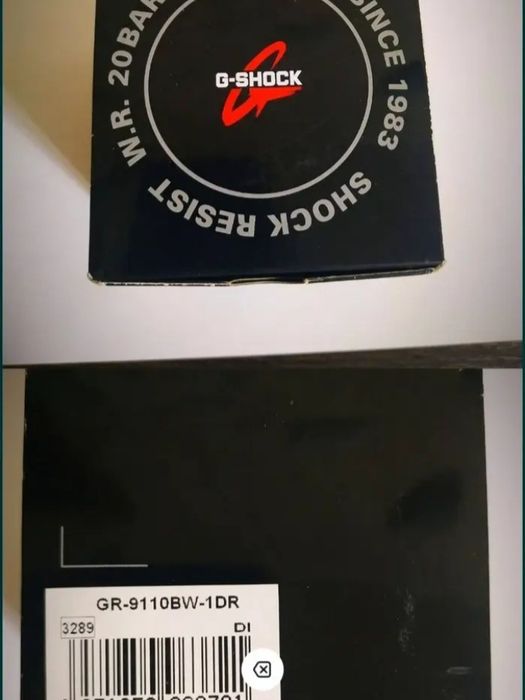 W.R. 20BAR
SINCE 1983
G-SHOCK
SHOCK RESIST
GR-9110BW-1DR
3289
DI